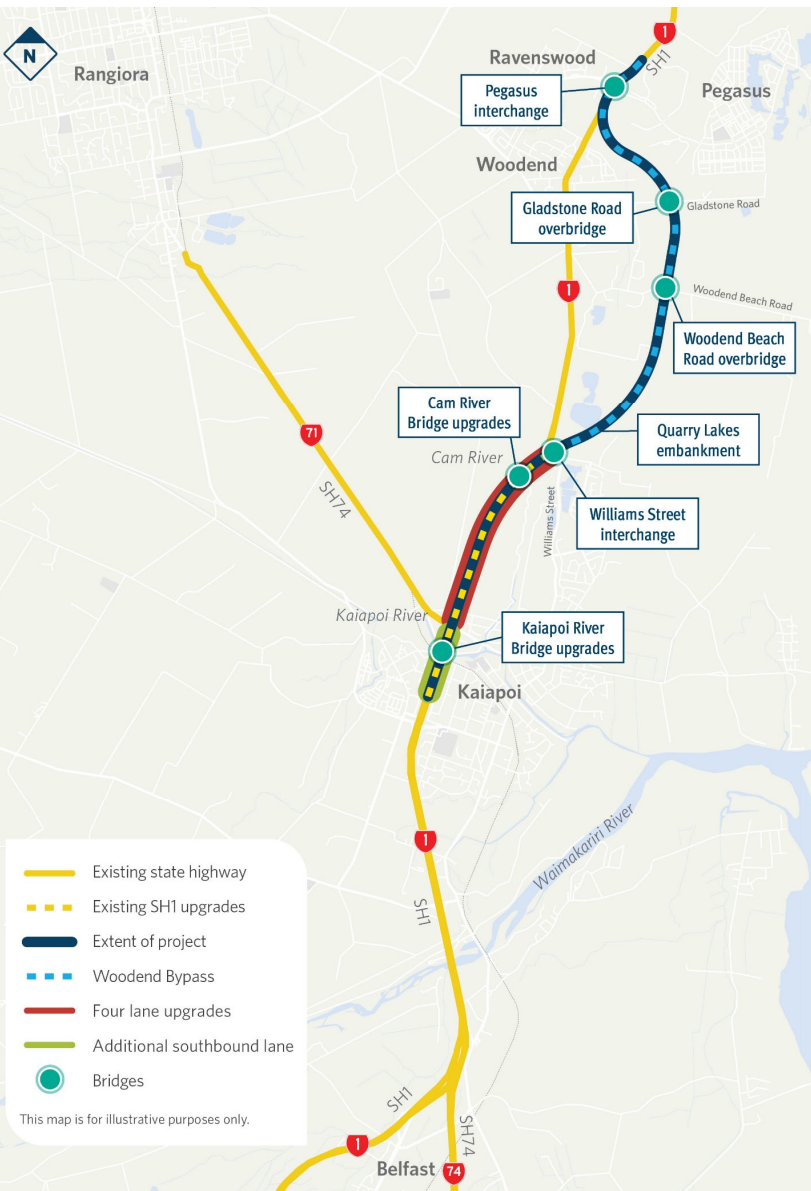 N
Rangiora
Ravenswood
1
SH1
Pegasus
interchange
Pegasus
Woodend
Gladstone Road
overbridge
Gladstone Road
1
Woodend Beach Road
Woodend Beach
Road overbridge
Cam River
Bridge upgrades
71
SH74
Cam River
Quarry Lakes
embankment
Williams Street
Williams Street
interchange
Kaiapoi River
Kaiapoi River
Bridge upgrades
Kaiapoi
Waimakariri River
1
SH1
Existing state highway
Existing SH1 upgrades
Extent of project
Woodend Bypass
Four lane upgrades
Additional southbound lane
Bridges
This map is for illustrative purposes only.
SH1
1
SH74
Belfast
74